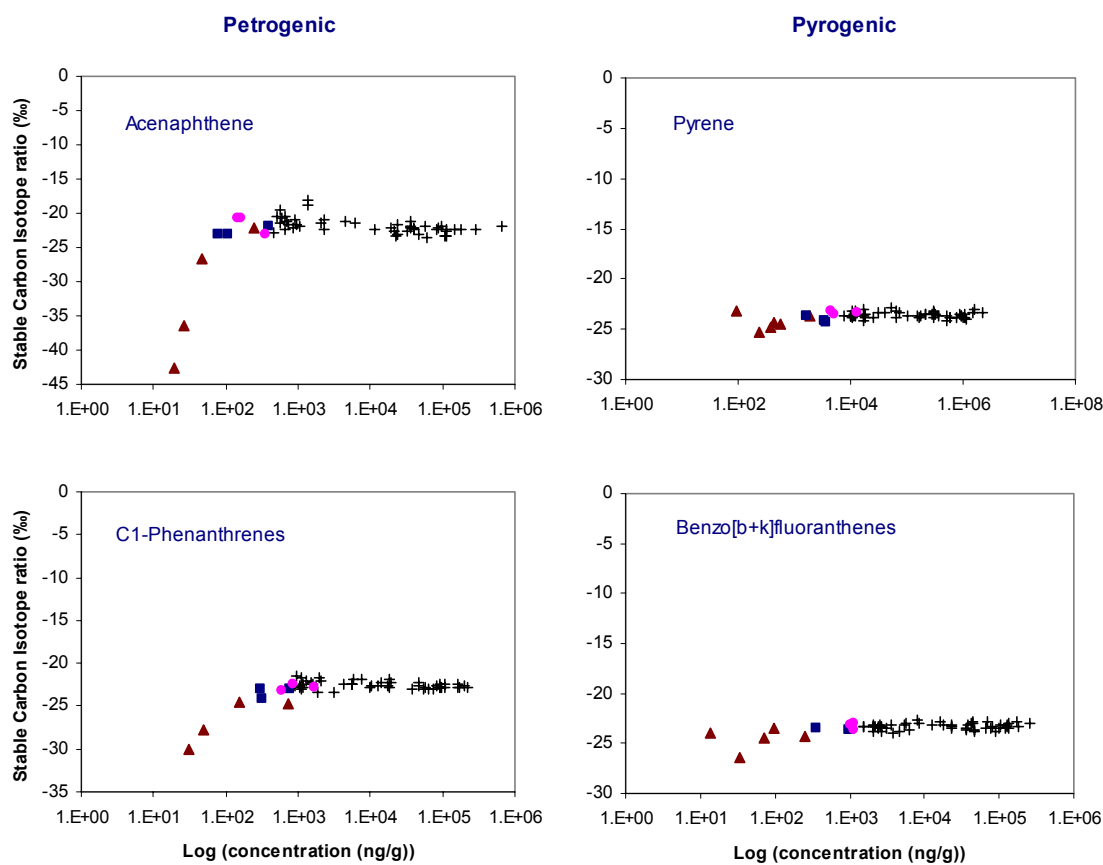 Petrogenic
Pyrogenic
Stable Carbon Isotope ratio (‰)
0
-5
-10
-15
-20
-25
-30
-35
-40
-45
Acenaphthene
1.E+00 1.E+01 1.E+02 1.E+03 1.E+04 1.E+05 1.E+06
0
-5
-10
-15
-20
-25
-30
Pyrene
1.E+00 1.E+02 1.E+04 1.E+06 1.E+08
Stable Carbon Isotope ratio (‰)
0
-5
-10
-15
-20
-25
-30
-35
C1-Phenanthrenes
1.E+00 1.E+01 1.E+02 1.E+03 1.E+04 1.E+05 1.E+06
Log (concentration (ng/g))
0
-5
-10
-15
-20
-25
-30
Benzo[b+k]fluoranthenes
1.E+00 1.E+01 1.E+02 1.E+03 1.E+04 1.E+05 1.E+06
Log (concentration (ng/g))